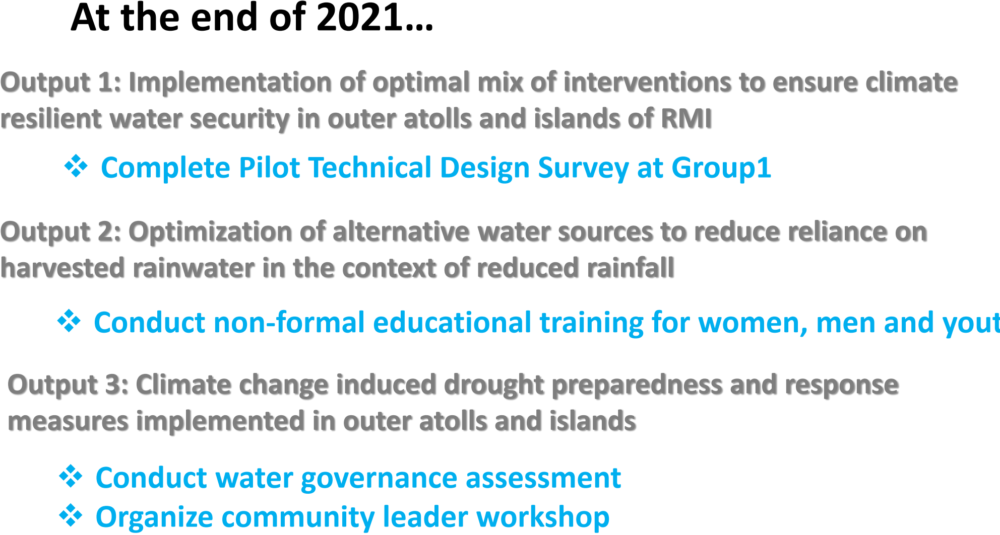 At the end of 2021...
Output 1: Implementation of optimal mix of interventions to ensure climate
resilient water security in outer atolls and islands of RMI
❖ Complete Pilot Technical Design Survey at Group1
Output 2: Optimization of alternative water sources to reduce reliance on
harvested rainwater in the context of reduced rainfall
❖ Conduct non-formal educational training for women, men and yout
Output 3: Climate change induced drought preparedness and response
measures implemented in outer atolls and islands
❖ Conduct water governance assessment
❖ Organize community leader workshop